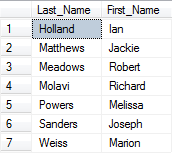 Last_Name First_Name
1 Holland Ian
2 Matthews Jackie
3 Meadows Robert
4 Molavi Richard
5 Powers Melissa
6 Sanders Joseph
7 Weiss Marion